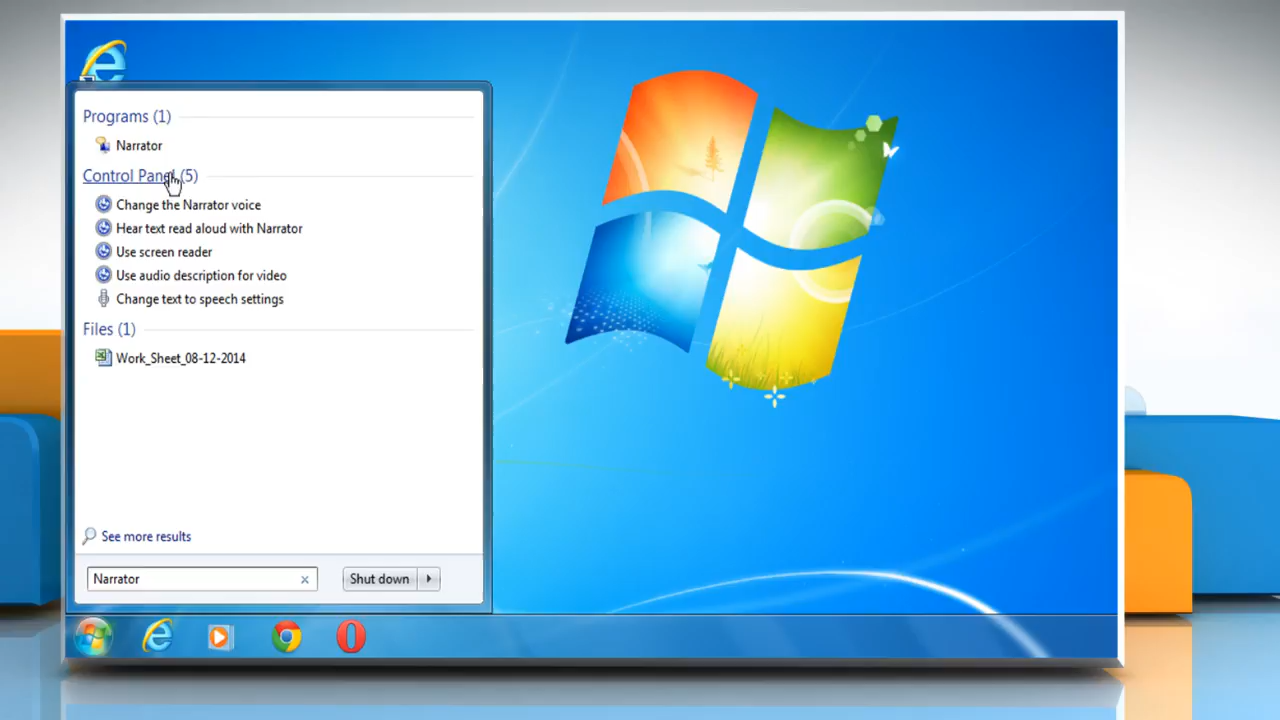 Programs (1)
Narrator
Control Panel (5)
Change the Narrator voice
Hear text read aloud with Narrator
Use screen reader
Use audio description for video
Change text to speech settings
Files (1)
Work_Sheet_08-12-2014
See more results
Narrator
Shut down